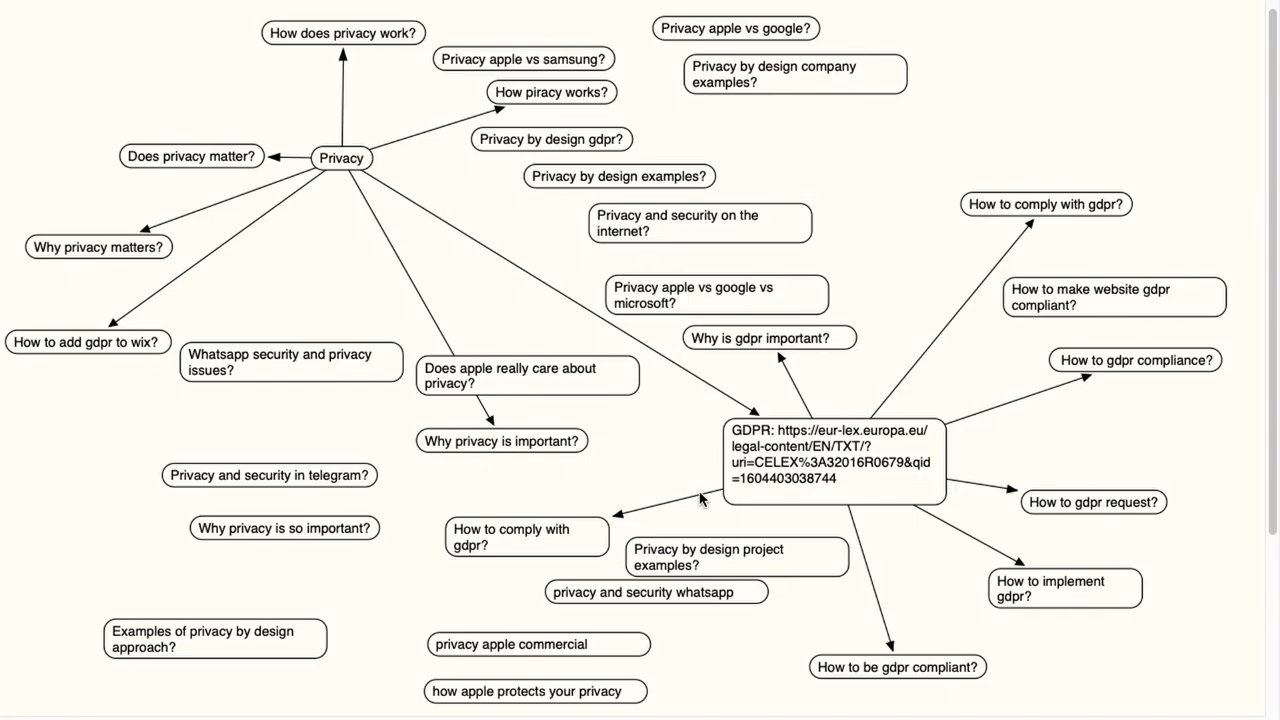 How does privacy work?
Privacy apple vs google?
Privacy apple vs samsung?
Privacy by design company
examples?
How piracy works?
Privacy by design gdpr?
Does privacy matter?
Privacy
Privacy by design examples?
How to comply with gdpr?
Privacy and security on the
internet?
Why privacy matters?
Privacy apple vs google vs
microsoft?
How to make website gdpr
compliant?
Why is gdpr important?
How to add gdpr to wix?
Whatsapp security and privacy
issues?
How to gdpr compliance?
Does apple really care about
privacy?
GDPR: https://eur-lex.europa.eu/
legal-content/EN/TXT/?
uri=CELEX%3A32016R0679&qid
=1604403038744
Why privacy is important?
Privacy and security in telegram?
How to gdpr request?
Why privacy is so important?
How to comply with
gdpr?
Privacy by design project
examples?
How to implement
gdpr?
privacy and security whatsapp
Examples of privacy by design
approach?
privacy apple commercial
How to be gdpr compliant?
how apple protects your privacy